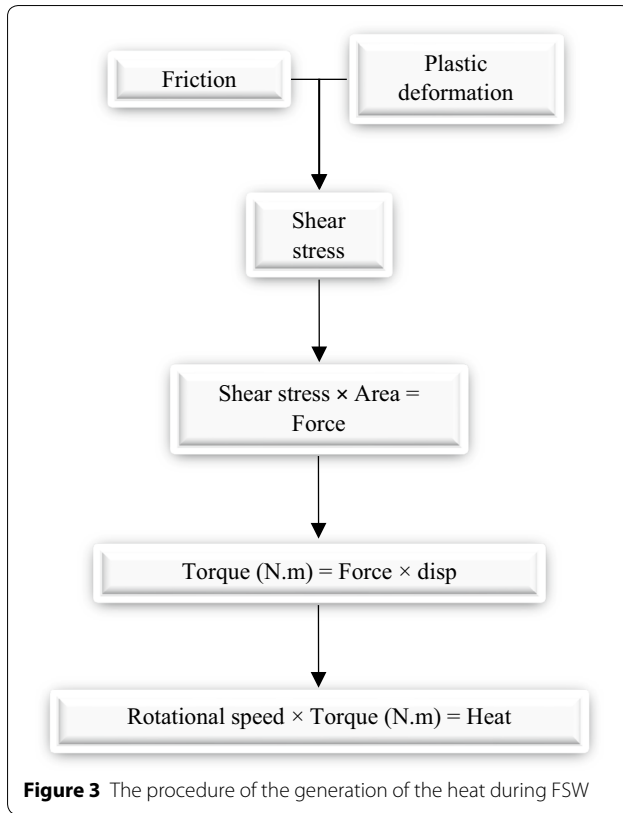 Friction
Plastic
deformation
Shear
stress
Shear stress × Area =
Force
Torque (N.m) = Force × disp
Rotational speed × Torque (N.m) = Heat
Figure 3 The procedure of the generation of the heat during FSW